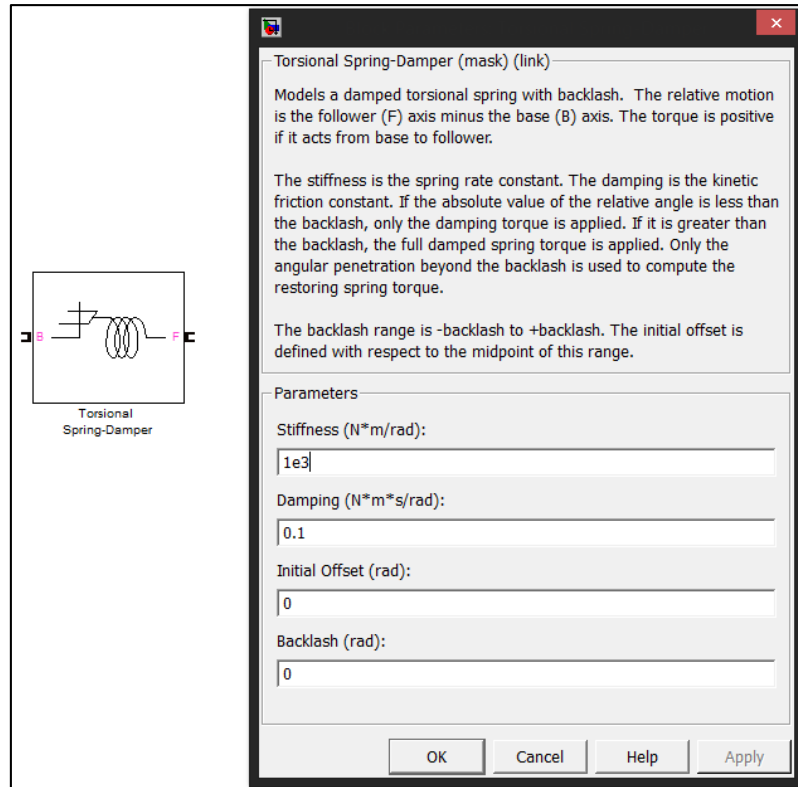 B
F
Torsional
Spring-Damper
Torsional Spring-Damper (mask) (link)
Models a damped torsional spring with backlash. The relative motion
is the follower (F) axis minus the base (B) axis. The torque is positive
if it acts from base to follower.
The stiffness is the spring rate constant. The damping is the kinetic
friction constant. If the absolute value of the relative angle is less than
the backlash, only the damping torque is applied. If it is greater than
the backlash, the full damped spring torque is applied. Only the
angular penetration beyond the backlash is used to compute the
restoring spring torque.
The backlash range is -backlash to +backlash. The initial offset is
defined with respect to the midpoint of this range.
Parameters
Stiffness (N*m/rad):
1e3
Damping (N*m*s/rad):
0.1
Initial Offset (rad):
0
Backlash (rad):
0
OK Cancel Help Apply